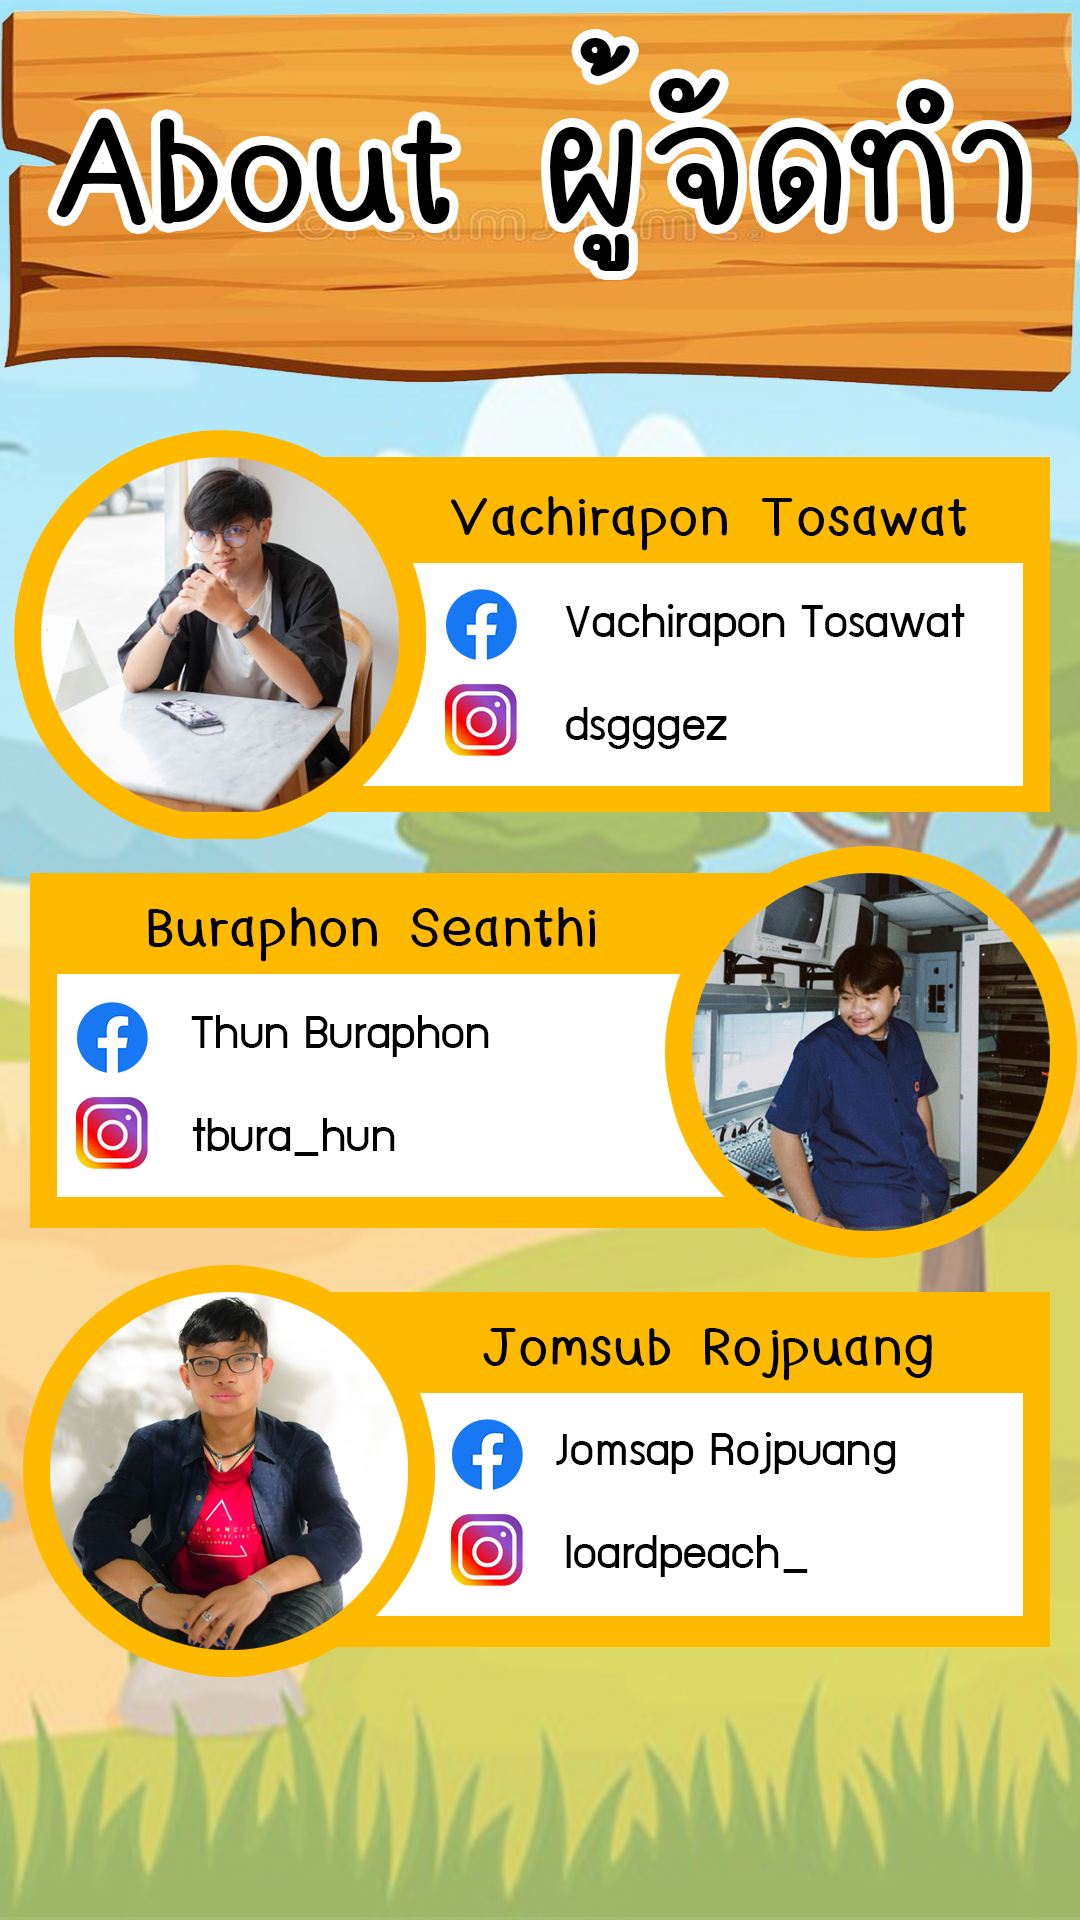 About ผู้จัดทำ
Vachirapon Tosawat
Vachirapon Tosawat
dsgggez
Buraphon Seanthi
Thun Buraphon
tbura_hun
Jomsub Rojpuang
Jomsap Rojpuang
loardpeach_